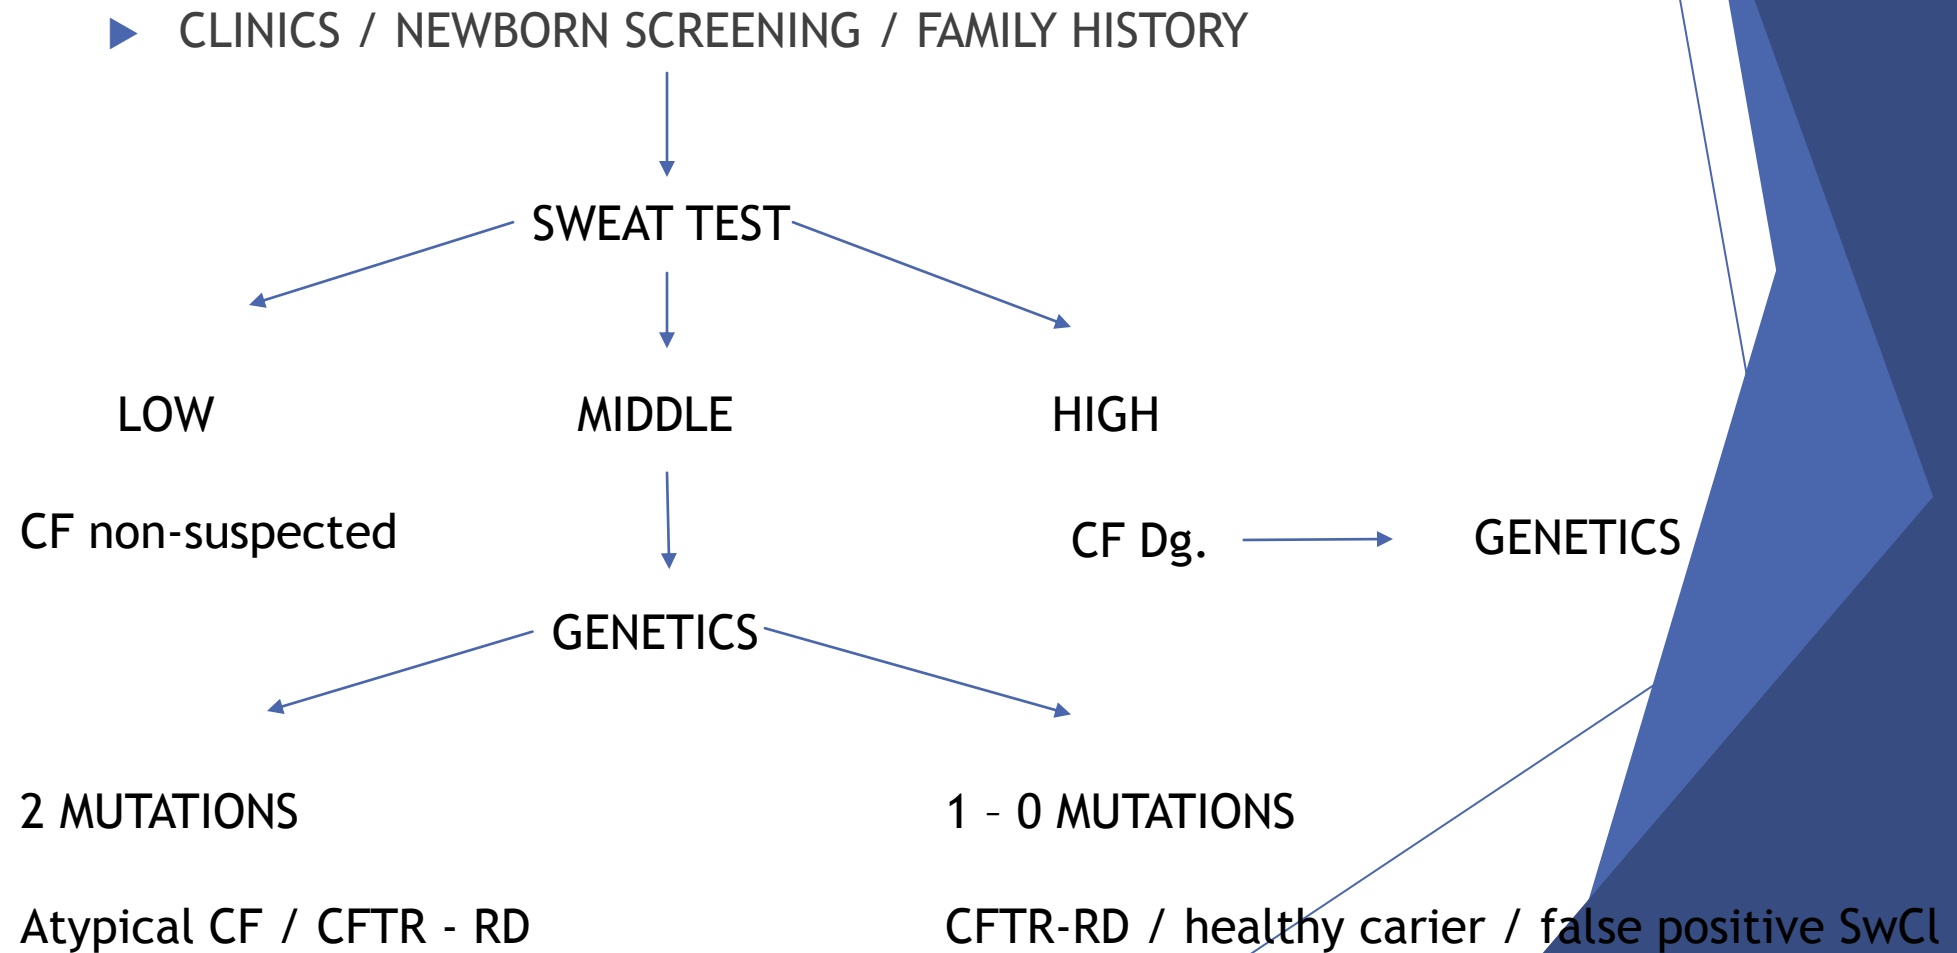 CLINICS / NEWBORN SCREENING / FAMILY HISTORY
SWEAT TEST
LOW
MIDDLE
HIGH
CF non-suspected
CF Dg.
GENETICS
GENETICS
2 MUTATIONS
1 – 0 MUTATIONS
Atypical CF / CFTR - RD
CFTR-RD / healthy carier / false positive SwCl